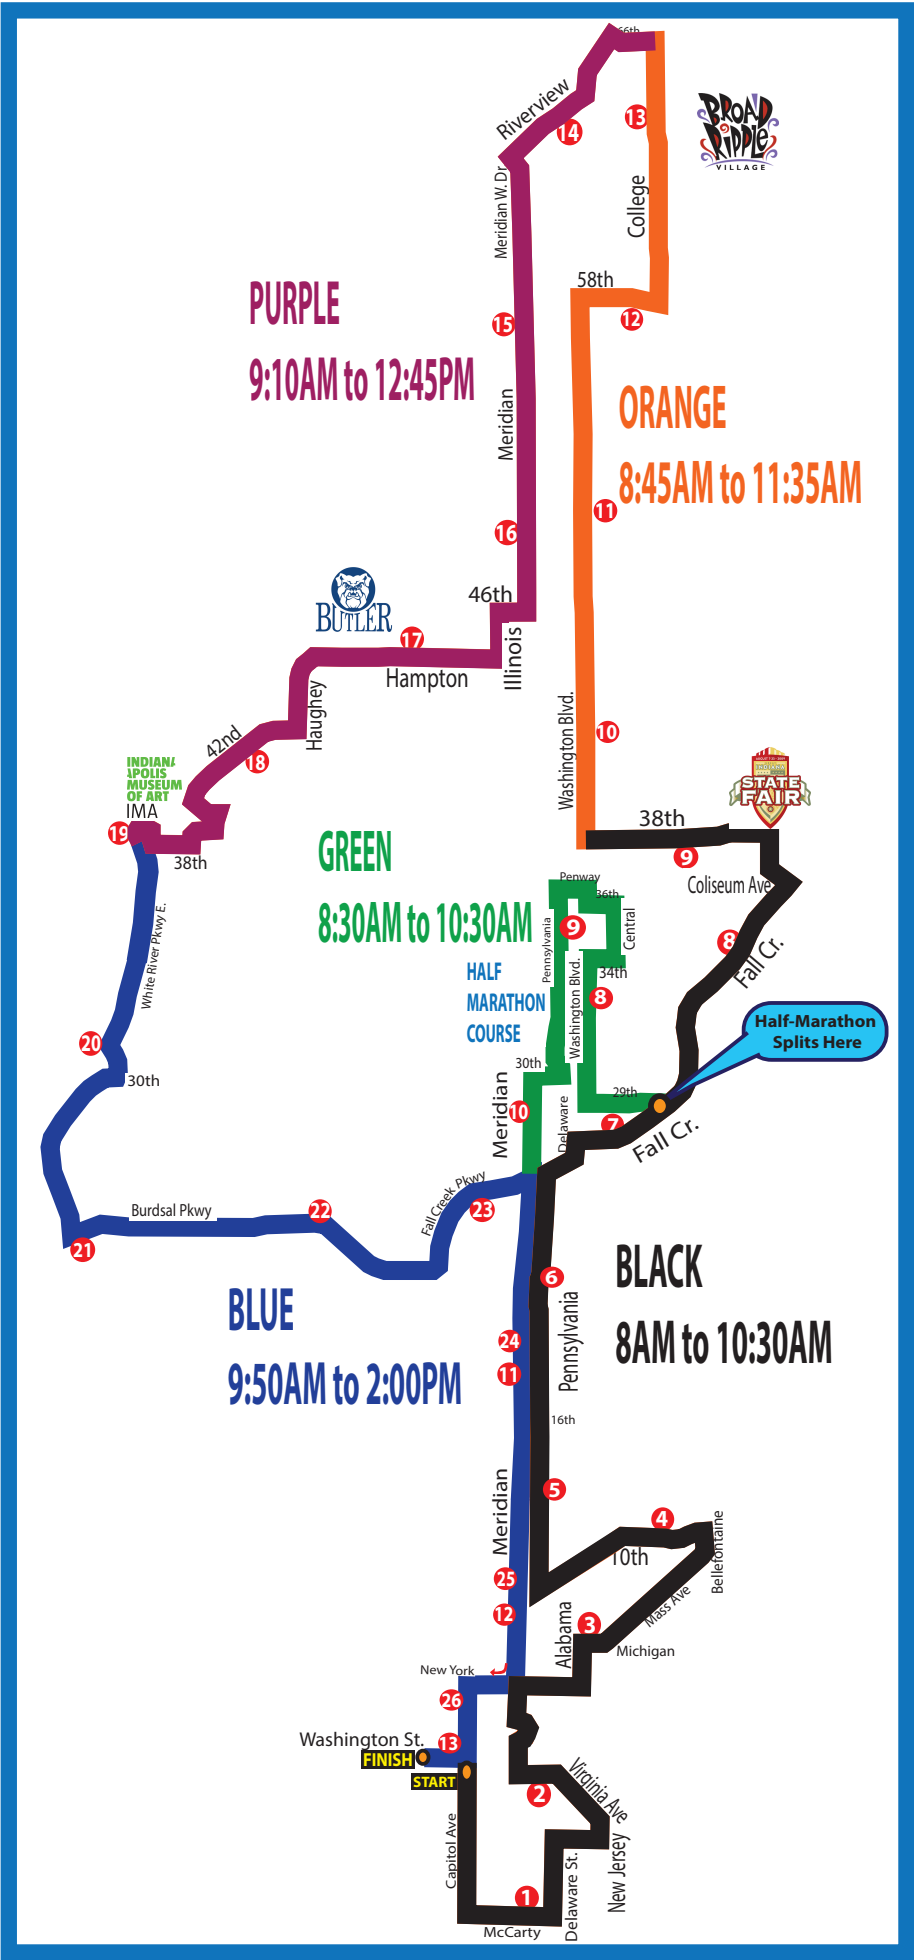 66th
BROAD
RIPPLE
VILLAGE
Riverview
13
14
Meridian W. Dr
College
58th
12
PURPLE
9:10AM to 12:45PM
15
Meridian
ORANGE
8:45AM to 11:35AM
11
16
46th
BUTLER
17
Hampton
Illinois
Haughey
42nd
18
Washington Blvd.
10
INDIANA
APOLIS
MUSEUM
OF ART
IMA
19
38th
STATE
FAIR
38th
9
Coliseum Ave
GREEN
8:30AM to 10:30AM
Penway
36th
Pennsylvania
9
Central
8
Fall Cr.
HALF
MARATHON
COURSE
Washington Blvd.
34th
8
White River Pkwy E.
Half-Marathon
Splits Here
20
30th
30th
29th
Meridian
10
Delaware
7
Fall Cr.
Burdsal Pkwy
22
Fall Creek Pkwy
23
21
BLACK
8AM to 10:30AM
6
Pennsylvania
BLUE
9:50AM to 2:00PM
24
11
16th
Meridian
5
4
10th
Bellefontaine
25
12
Mass Ave
Alabama
3
Michigan
New York
26
Washington St.
13
FINISH
START
2
Virginia Ave
Capitol Ave
New Jersey
Delaware St.
1
McCarty